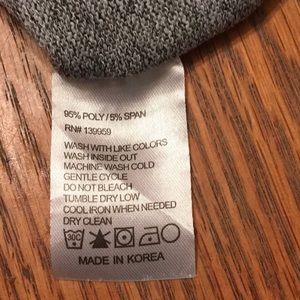 95% POLY / 5% SPAN
RN# 139959
WASH WITH LIKE COLORS
WASH INSIDE OUT
MACHINE WASH COLD
GENTLE CYCLE
DO NOT BLEACH
TUMBLE DRY LOW
COOL IRON WHEN NEEDED
DRY CLEAN
30C
MADE IN KOREA